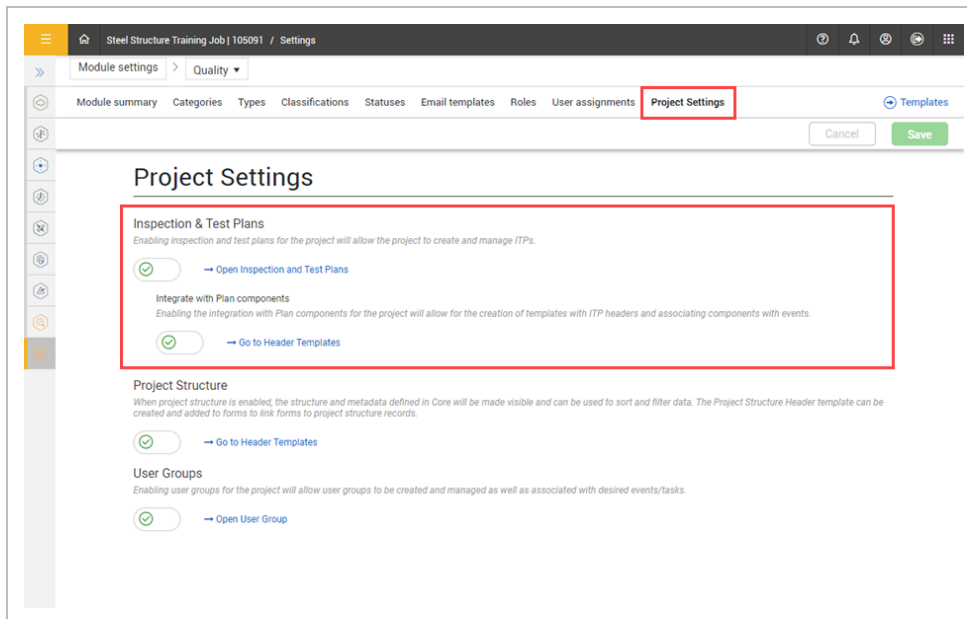 Steel Structure Training Job | 105091 / Settings
Module settings > Quality ▾
Module summary Categories Types Classifications Statuses Email templates Roles User assignments Project Settings Templates
Cancel Save
Project Settings
Inspection & Test Plans
Enabling inspection and test plans for the project will allow the project to create and manage ITPs.
→ Open Inspection and Test Plans
Integrate with Plan components
Enabling the integration with Plan components for the project will allow for the creation of templates with ITP headers and associating components with events.
→ Go to Header Templates
Project Structure
When project structure is enabled, the structure and metadata defined in Core will be made visible and can be used to sort and filter data. The Project Structure Header template can be
created and added to forms to link forms to project structure records.
→ Go to Header Templates
User Groups
Enabling user groups for the project will allow user groups to be created and managed as well as associated with desired events/tasks.
→ Open User Group